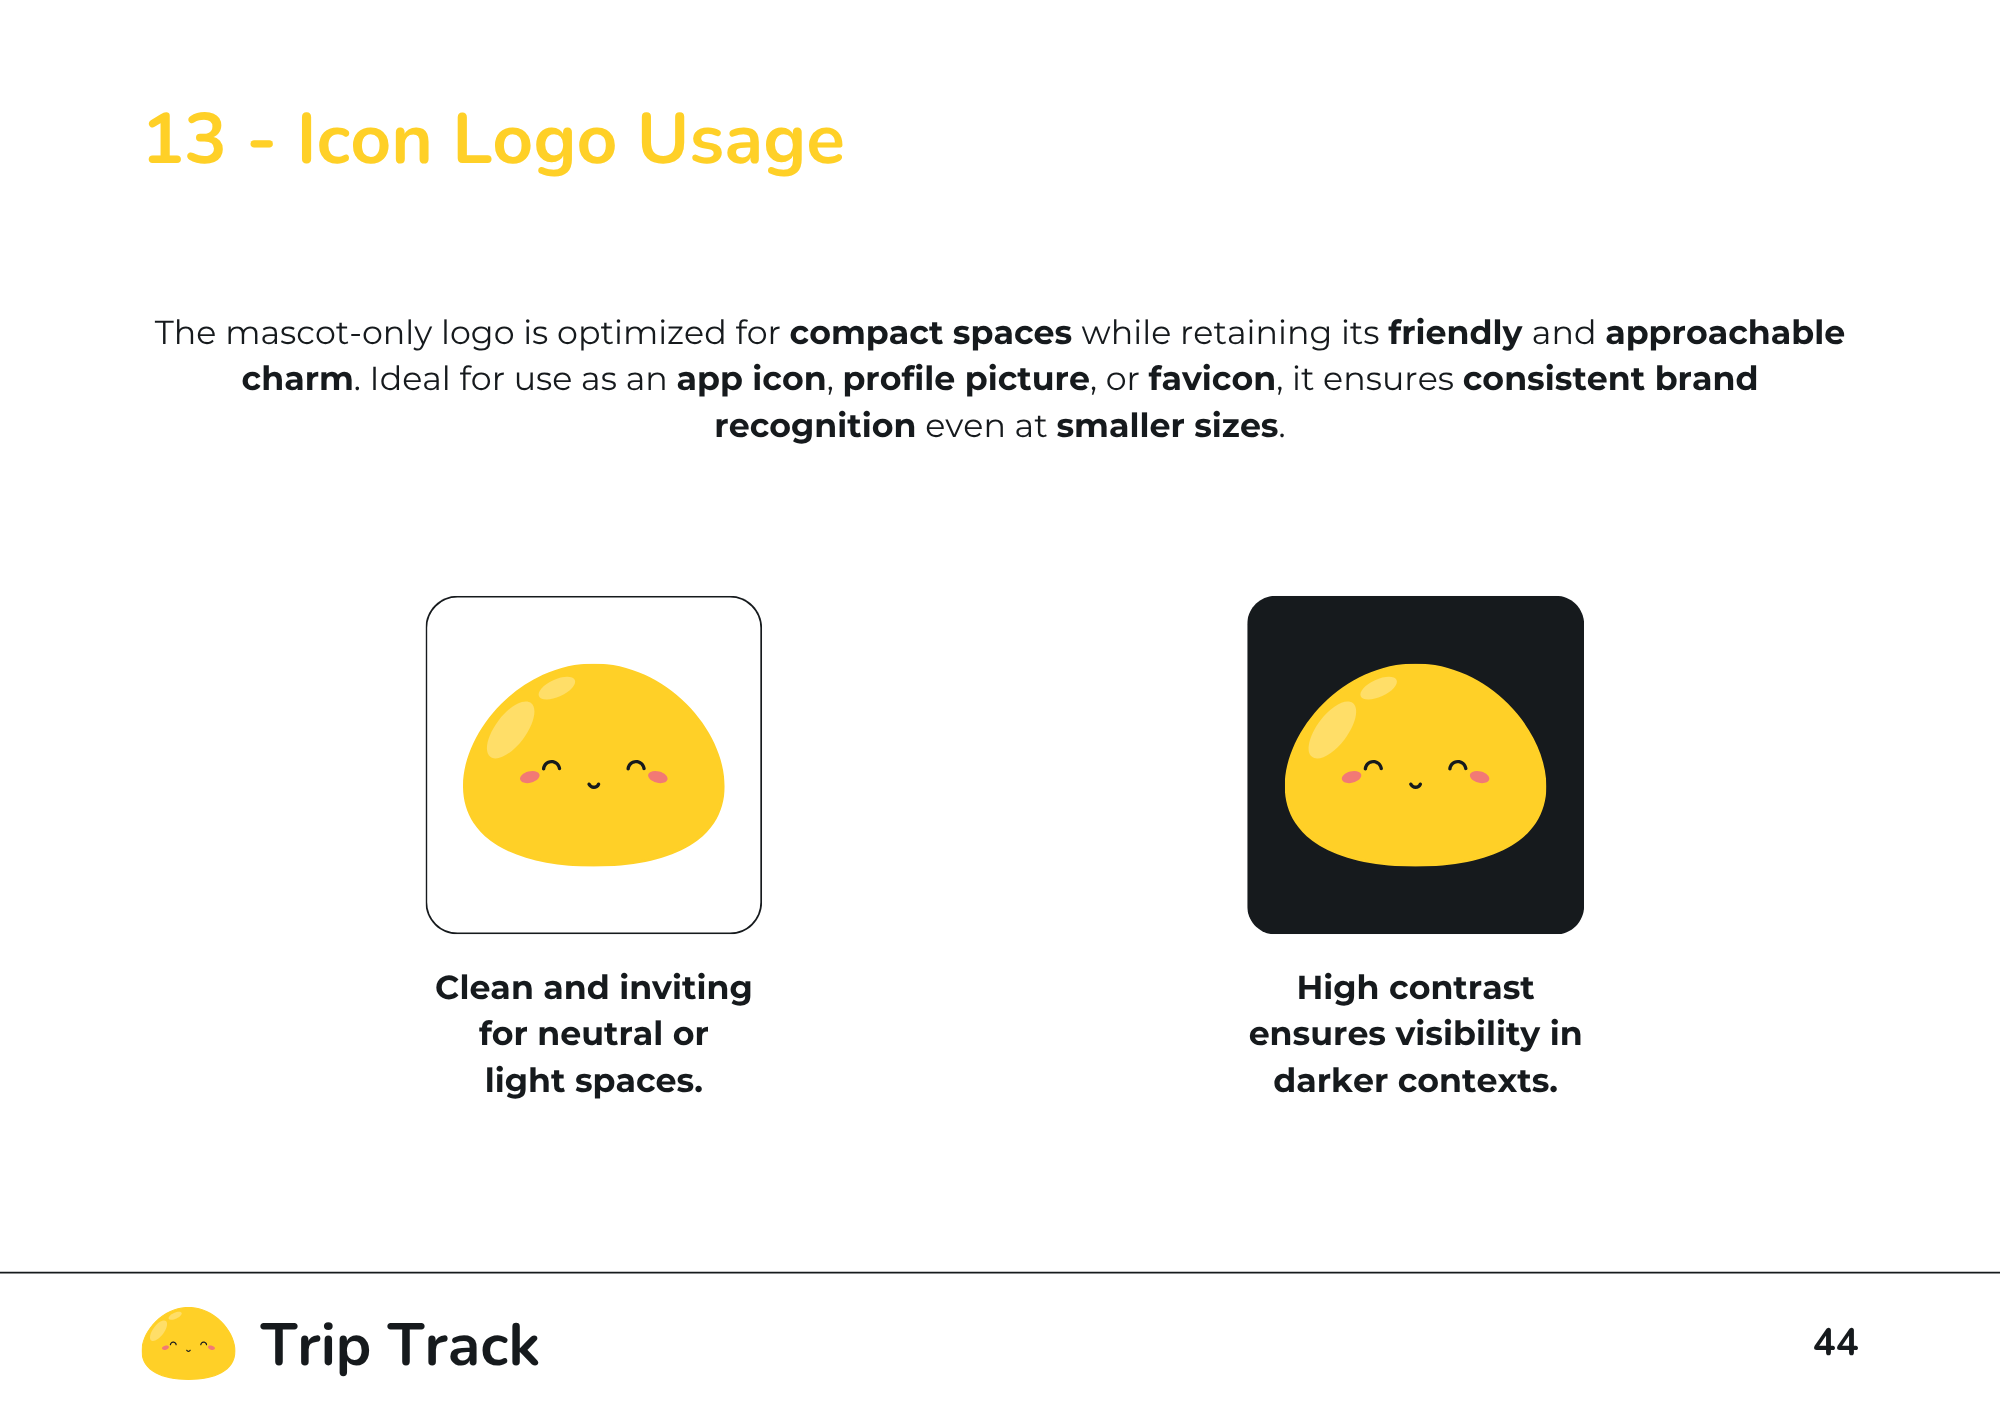 13 - Icon Logo Usage
The mascot-only logo is optimized for compact spaces while retaining its friendly and approachable
charm. Ideal for use as an app icon, profile picture, or favicon, it ensures consistent brand
recognition even at smaller sizes.
Clean and inviting
for neutral or
light spaces.
High contrast
ensures visibility in
darker contexts.
Trip Track
44